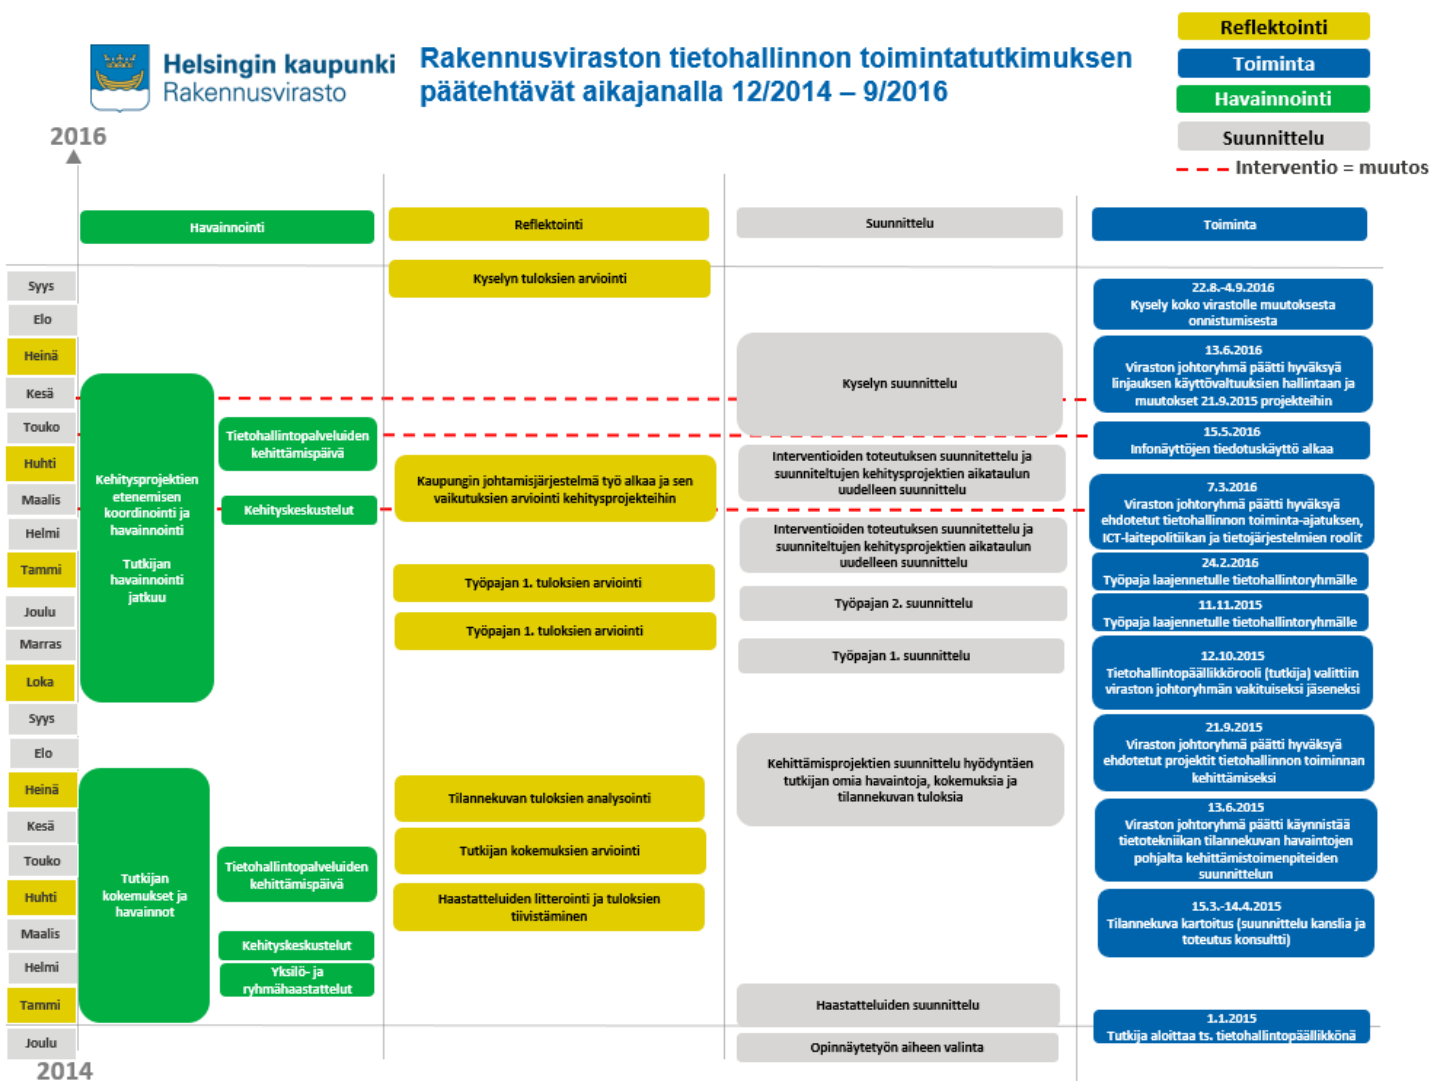 Helsingin kaupunki
Rakennusvirasto
Rakennusviraston tietohallinnon toimintatutkimuksen
päätehtävät aikajanalla 12/2014 – 9/2016
Reflektointi
Toiminta
Havainnointi
Suunnittelu
Interventio = muutos
2016
Havainnointi
Reflektointi
Suunnittelu
Toiminta
Syys
Elo
Heinä
Kesä
Touko
Huhti
Maalis
Helmi
Tammi
Joulu
Marras
Loka
Syys
Elo
Heinä
Kesä
Touko
Huhti
Maalis
Helmi
Tammi
Joulu
2014
Kehitysprojektien
etenemisen
koordinointi ja
havainnointi
Tutkijan
havainnointi
jatkuu
Tutkijan
kokemukset ja
havainnot
Tietohallintopalveluiden
kehittämispäivä
Kehityskeskustelut
Tietohallintopalveluiden
kehittämispäivä
Kehityskeskustelut
Yksilö- ja
ryhmähaastattelut
Kyselyn tuloksien arviointi
Kaupungin johtamisjärjestelmä työ alkaa ja sen
vaikutuksien arviointi kehitysprojekteihin
Työpajan 1. tuloksien arviointi
Työpajan 1. tuloksien arviointi
Tilannekuvan tuloksien analysointi
Tutkijan kokemuksien arviointi
Haastatteluiden litterointi ja tuloksien
tiivistäminen
Kyselyn suunnittelu
Interventioiden toteutuksen suunnitettelu ja
suunniteltujen kehitysprojektien aikataulun
uudelleen suunnittelu
Interventioiden toteutuksen suunnitettelu ja
suunniteltujen kehitysprojektien aikataulun
uudelleen suunnittelu
Työpajan 2. suunnittelu
Työpajan 1. suunnittelu
Kehittämisprojektien suunnittelu hyödyntäen
tutkijan omia havaintoja, kokemuksia ja
tilannekuvan tuloksia
Haastatteluiden suunnittelu
Opinnäytetyön aiheen valinta
22.8.-4.9.2016
Kysely koko virastolle muutoksesta
onnistumisesta
13.6.2016
Viraston johtoryhmä päätti hyväksyä
linjauksen käyttövaltuuksien hallintaan ja
muutokset 21.9.2015 projekteihin
15.5.2016
Infonäyttöjen tiedotuskäyttö alkaa
7.3.2016
Viraston johtoryhmä päätti hyväksyä
ehdotetut tietohallinnon toiminta-ajatuksen,
ICT-laitepolitiikan ja tietojärjestelmien roolit
24.2.2016
Työpaja laajennetulle tietohallintoryhmälle
11.11.2015
Työpaja laajennetulle tietohallintoryhmälle
12.10.2015
Tietohallintopäällikkörooli (tutkija) valittiin
viraston johtoryhmän vakituiseksi jäseneksi
21.9.2015
Viraston johtoryhmä päätti hyväksyä
ehdotetut projektit tietohallinnon toiminnan
kehittämiseksi
13.6.2015
Viraston johtoryhmä päätti käynnistää
tietotekniikan tilannekuvan havaintojen
pohjalta kehittämistoimenpiteiden
suunnittelun
15.3.-14.4.2015
Tilannekuva kartoitus (suunnittelu kanslia ja
toteutus konsultti)
1.1.2015
Tutkija aloittaa ts. tietohallintopäällikkönä